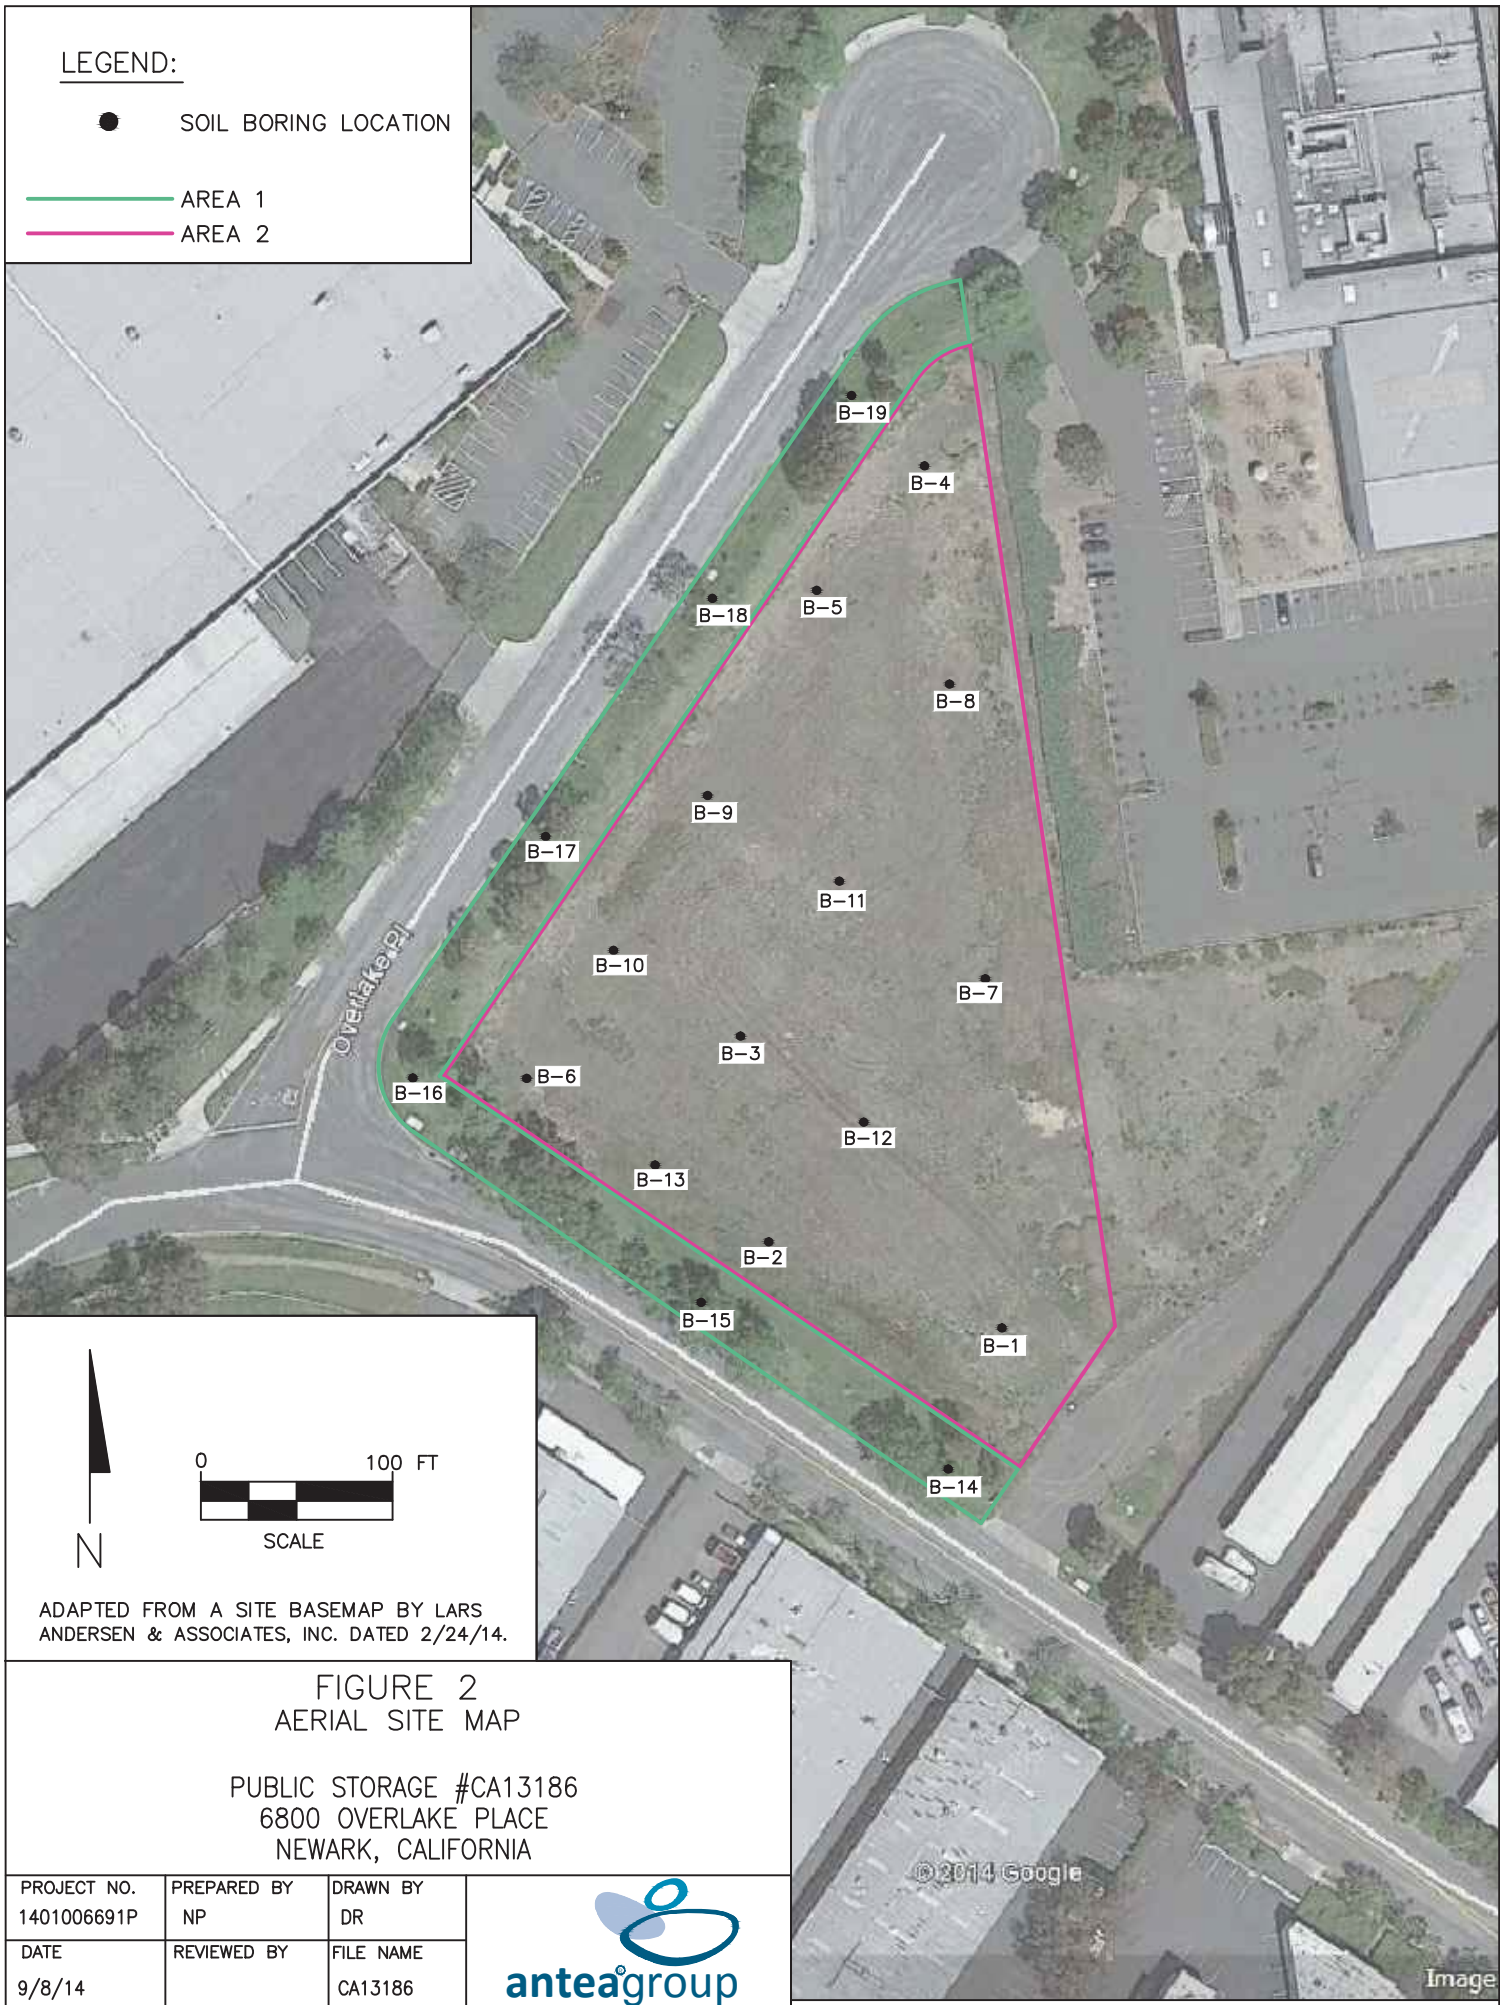 LEGEND:
SOIL BORING LOCATION
AREA 1
AREA 2
B-19
B-4
B-5
B-18
B-8
B-9
B-17
B-11
B-10
B-7
B-3
B-6
B-16
B-12
B-13
B-2
B-15
B-1
B-14
Overlake Pl
0 100 FT
SCALE
N
ADAPTED FROM A SITE BASEMAP BY LARS
ANDERSEN & ASSOCIATES, INC. DATED 2/24/14.
FIGURE 2
AERIAL SITE MAP
PUBLIC STORAGE #CA13186
6800 OVERLAKE PLACE
NEWARK, CALIFORNIA
PROJECT NO.
1401006691P
PREPARED BY
NP
DRAWN BY
DR
DATE
9/8/14
REVIEWED BY
FILE NAME
CA13186
anteagroup
© 2014 Google
Image